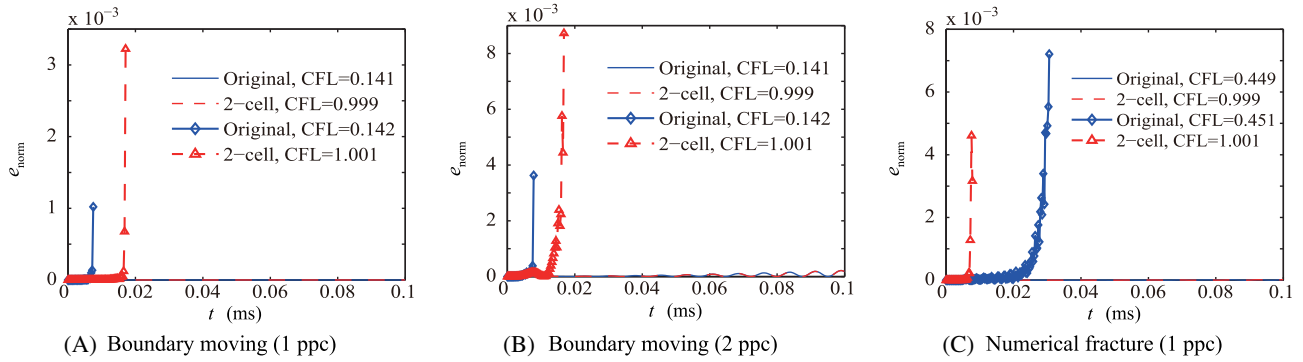 x 10⁻³
3
2
1
0
e_norm
Original, CFL=0.141
2−cell, CFL=0.999
Original, CFL=0.142
2−cell, CFL=1.001
0 0.02 0.04 0.06 0.08 0.1
t (ms)
(A) Boundary moving (1 ppc)
x 10⁻³
8
6
4
2
0
e_norm
Original, CFL=0.141
2−cell, CFL=0.999
Original, CFL=0.142
2−cell, CFL=1.001
0 0.02 0.04 0.06 0.08 0.1
t (ms)
(B) Boundary moving (2 ppc)
x 10⁻³
8
6
4
2
0
e_norm
Original, CFL=0.449
2−cell, CFL=0.999
Original, CFL=0.451
2−cell, CFL=1.001
0 0.02 0.04 0.06 0.08 0.1
t (ms)
(C) Numerical fracture (1 ppc)